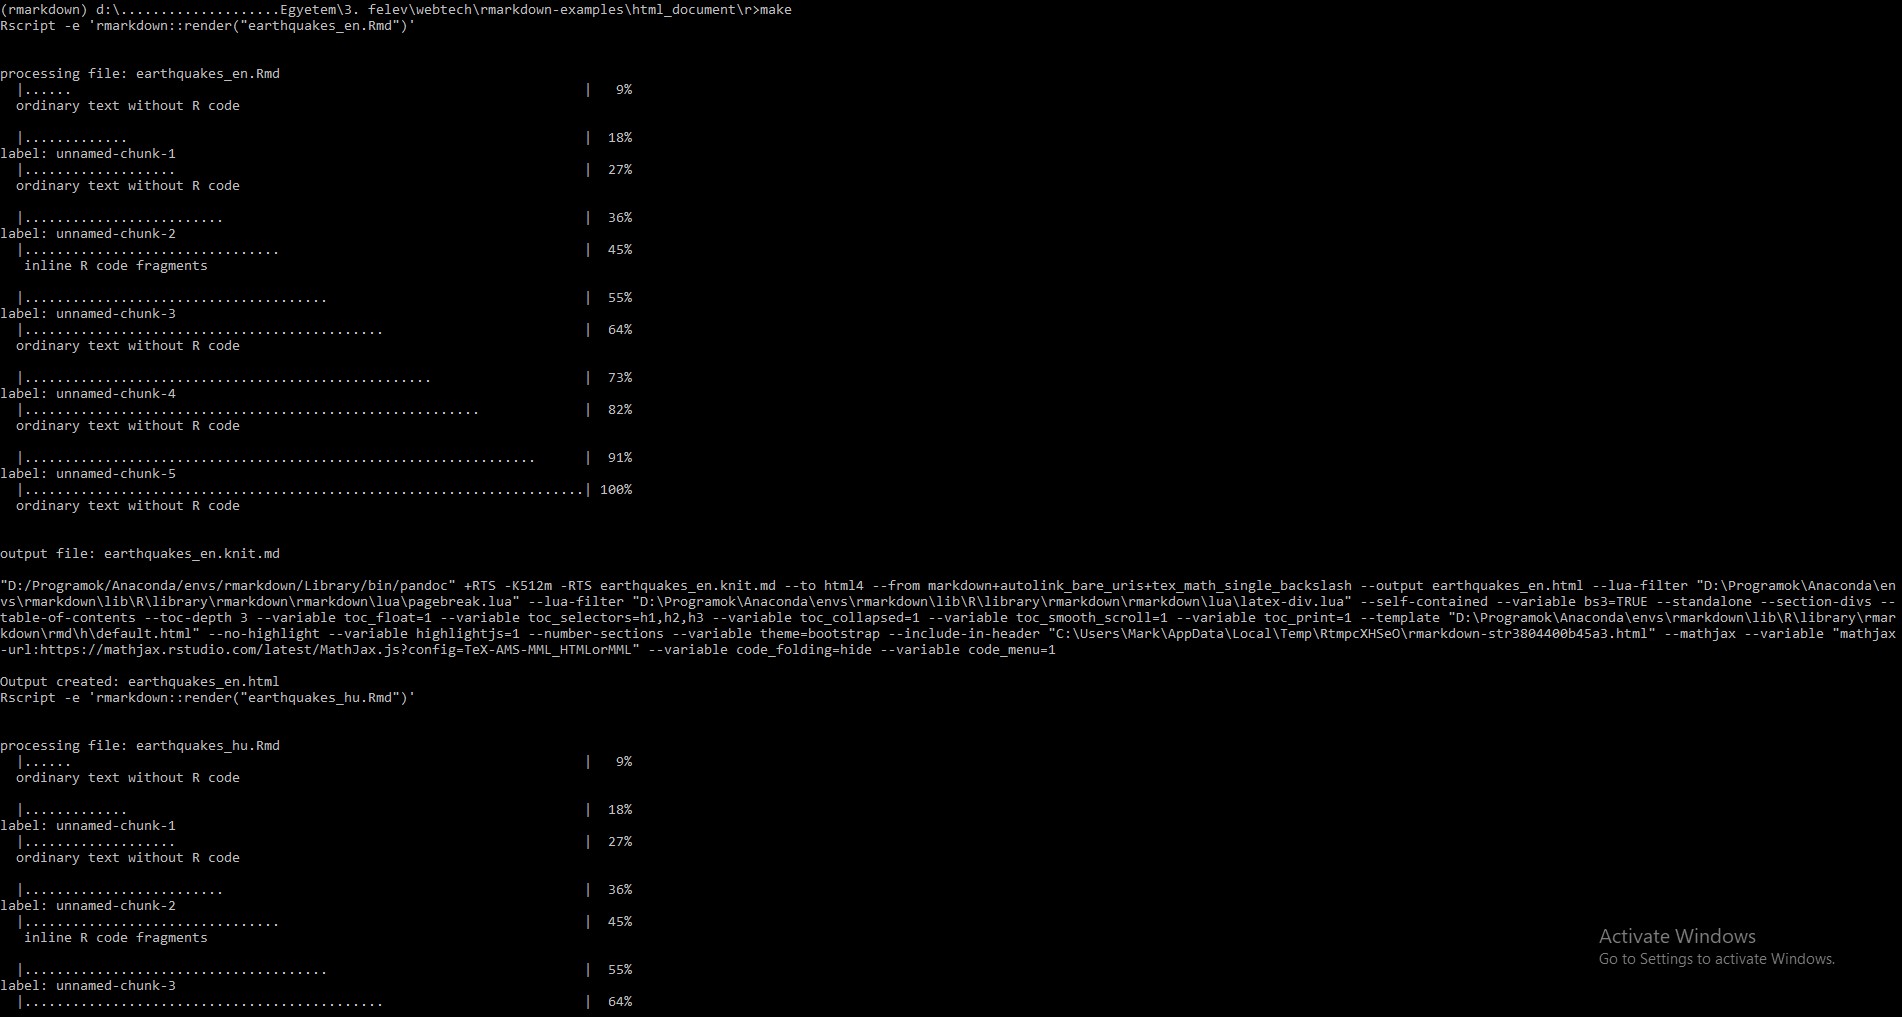 (rmarkdown) d:\....................Egyetem\3. felev\webtech\rmarkdown-examples\html_document\r>make
Rscript -e 'rmarkdown::render("earthquakes_en.Rmd")'
processing file: earthquakes_en.Rmd
|...... | 9%
ordinary text without R code
|............. | 18%
label: unnamed-chunk-1
|................... | 27%
ordinary text without R code
|......................... | 36%
label: unnamed-chunk-2
|................................ | 45%
inline R code fragments
|...................................... | 55%
label: unnamed-chunk-3
|............................................. | 64%
ordinary text without R code
|................................................... | 73%
label: unnamed-chunk-4
|......................................................... | 82%
ordinary text without R code
|................................................................ | 91%
label: unnamed-chunk-5
|......................................................................| 100%
ordinary text without R code
output file: earthquakes_en.knit.md
"D:/Programok/Anaconda/envs/rmarkdown/Library/bin/pandoc" +RTS -K512m -RTS earthquakes_en.knit.md --to html4 --from markdown+autolink_bare_uris+tex_math_single_backslash --output earthquakes_en.html --lua-filter "D:\Programok\Anaconda\en
vs\rmarkdown\lib\R\library\rmarkdown\rmarkdown\lua\pagebreak.lua" --lua-filter "D:\Programok\Anaconda\envs\rmarkdown\lib\R\library\rmarkdown\rmarkdown\lua\latex-div.lua" --self-contained --variable bs3=TRUE --standalone --section-divs --
table-of-contents --toc-depth 3 --variable toc_float=1 --variable toc_selectors=h1,h2,h3 --variable toc_collapsed=1 --variable toc_smooth_scroll=1 --variable toc_print=1 --template "D:\Programok\Anaconda\envs\rmarkdown\lib\R\library\rmar
kdown\rmd\h\default.html" --no-highlight --variable highlightjs=1 --number-sections --variable theme=bootstrap --include-in-header "C:\Users\Mark\AppData\Local\Temp\RtmpcXHSeO\rmarkdown-str3804400b45a3.html" --mathjax --variable "mathjax
-url:https://mathjax.rstudio.com/latest/MathJax.js?config=TeX-AMS-MML_HTMLorMML" --variable code_folding=hide --variable code_menu=1
Output created: earthquakes_en.html
Rscript -e 'rmarkdown::render("earthquakes_hu.Rmd")'
processing file: earthquakes_hu.Rmd
|...... | 9%
ordinary text without R code
|............. | 18%
label: unnamed-chunk-1
|................... | 27%
ordinary text without R code
|......................... | 36%
label: unnamed-chunk-2
|................................ | 45%
inline R code fragments
|...................................... | 55%
label: unnamed-chunk-3
|............................................. | 64%
Activate Windows
Go to Settings to activate Windows.